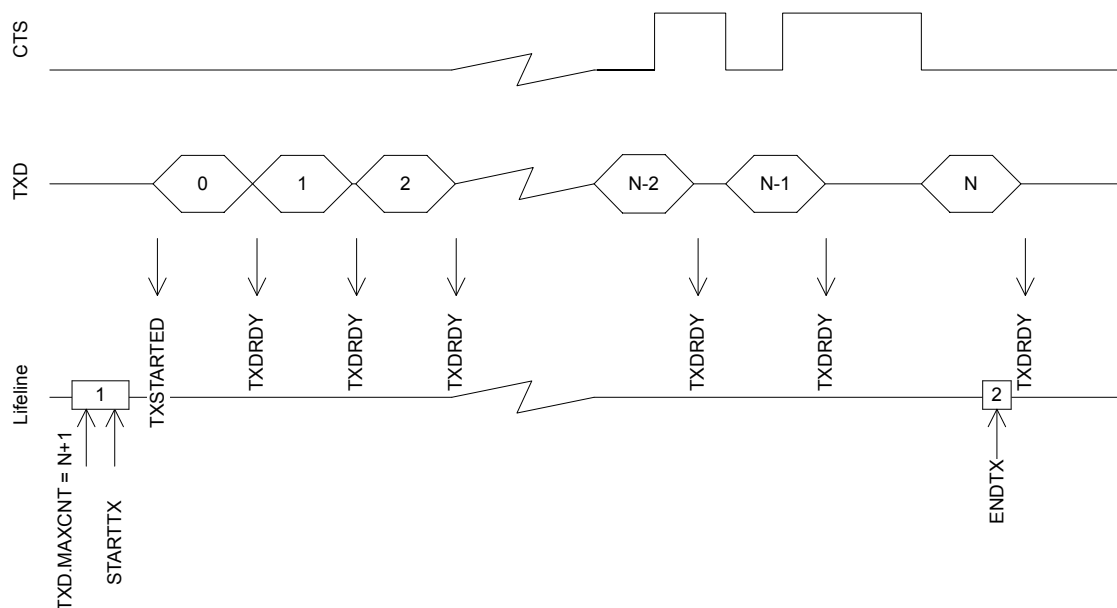 CTS
TXD
0
1
2
N-2
N-1
N
TXSTARTED
TXDRDY
TXDRDY
TXDRDY
TXDRDY
TXDRDY
TXDRDY
Lifeline
1
2
TXD.MAXCNT = N+1
STARTTX
ENDTX